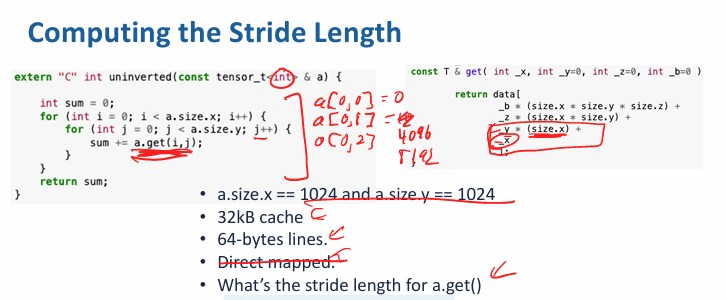 Computing the Stride Length
extern "C" int uninverted(const tensor_t<int> & a) {
int sum = 0;
for (int i = 0; i < a.size.x; i++) {
for (int j = 0; j < a.size.y; j++) {
sum += a.get(i,j);
}
}
return sum;
}
a[0,0] = 0
a[0,1] =
a[0,2] 4096
8192
const T & get( int _x, int _y=0, int _z=0, int _b=0 )
return data[
_b * (size.x * size.y * size.z) +
_z * (size.x * size.y) +
_y * (size.x) +
_x
];
• a.size.x == 1024 and a.size.y == 1024
• 32kB cache
• 64-bytes lines.
• Direct mapped.
• What's the stride length for a.get()